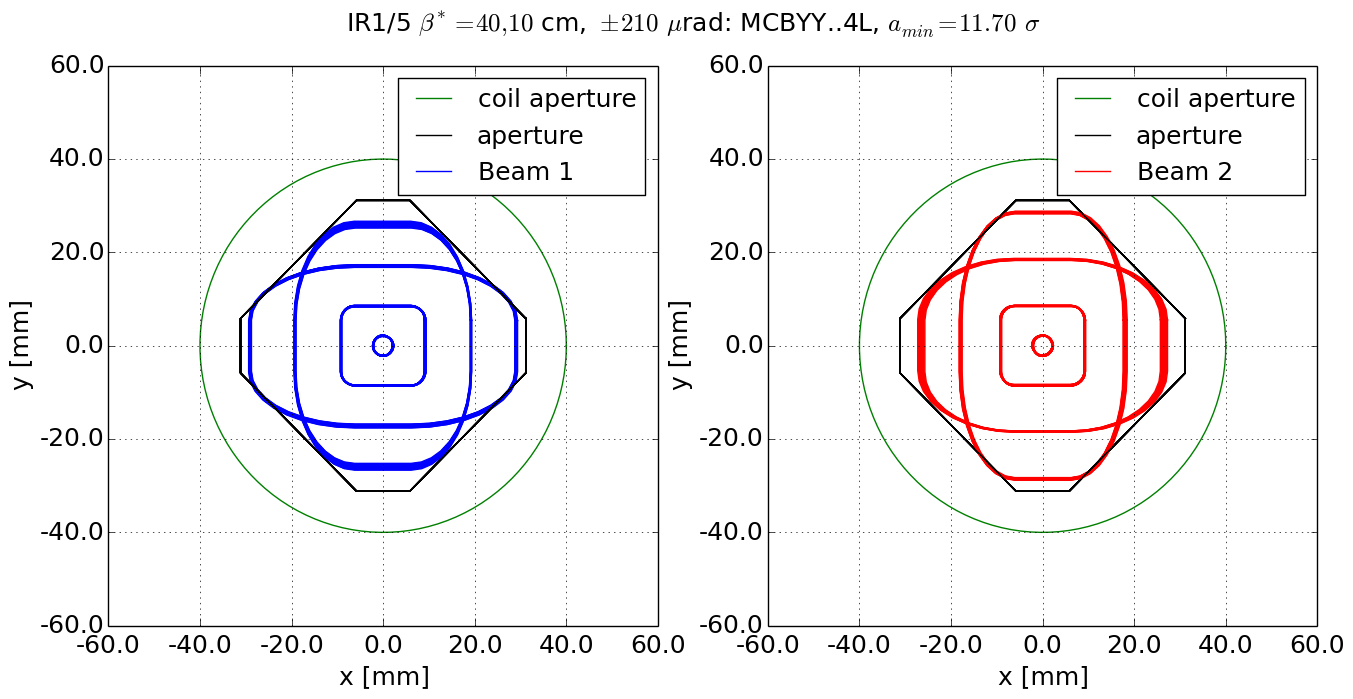 IR1/5 β* =40,10 cm, ±210 μrad: MCBYY..4L, a_min=11.70 σ
60.0
40.0
20.0
0.0
-20.0
-40.0
-60.0
-60.0 -40.0 -20.0 0.0 20.0 40.0 60.0
x [mm]
y [mm]
coil aperture
aperture
Beam 1
60.0
40.0
20.0
0.0
-20.0
-40.0
-60.0
-60.0 -40.0 -20.0 0.0 20.0 40.0 60.0
x [mm]
y [mm]
coil aperture
aperture
Beam 2